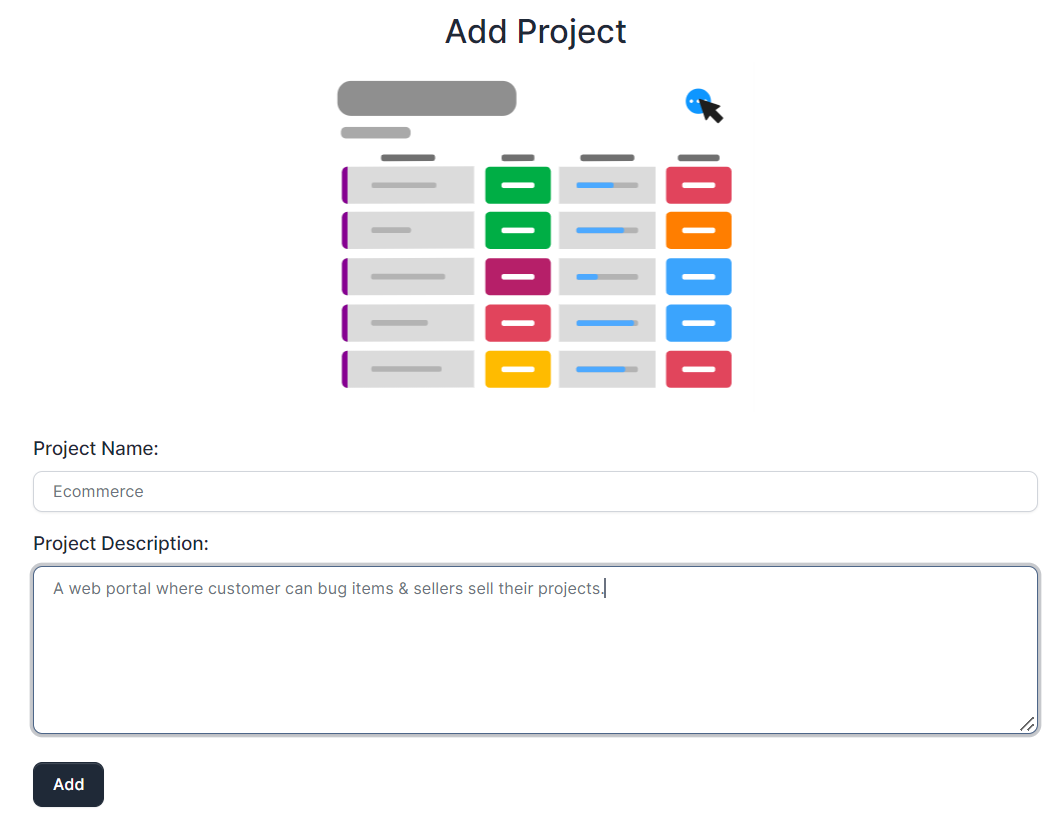 Add Project
Project Name:
Ecommerce
Project Description:
A web portal where customer can bug items & sellers sell their projects.
Add